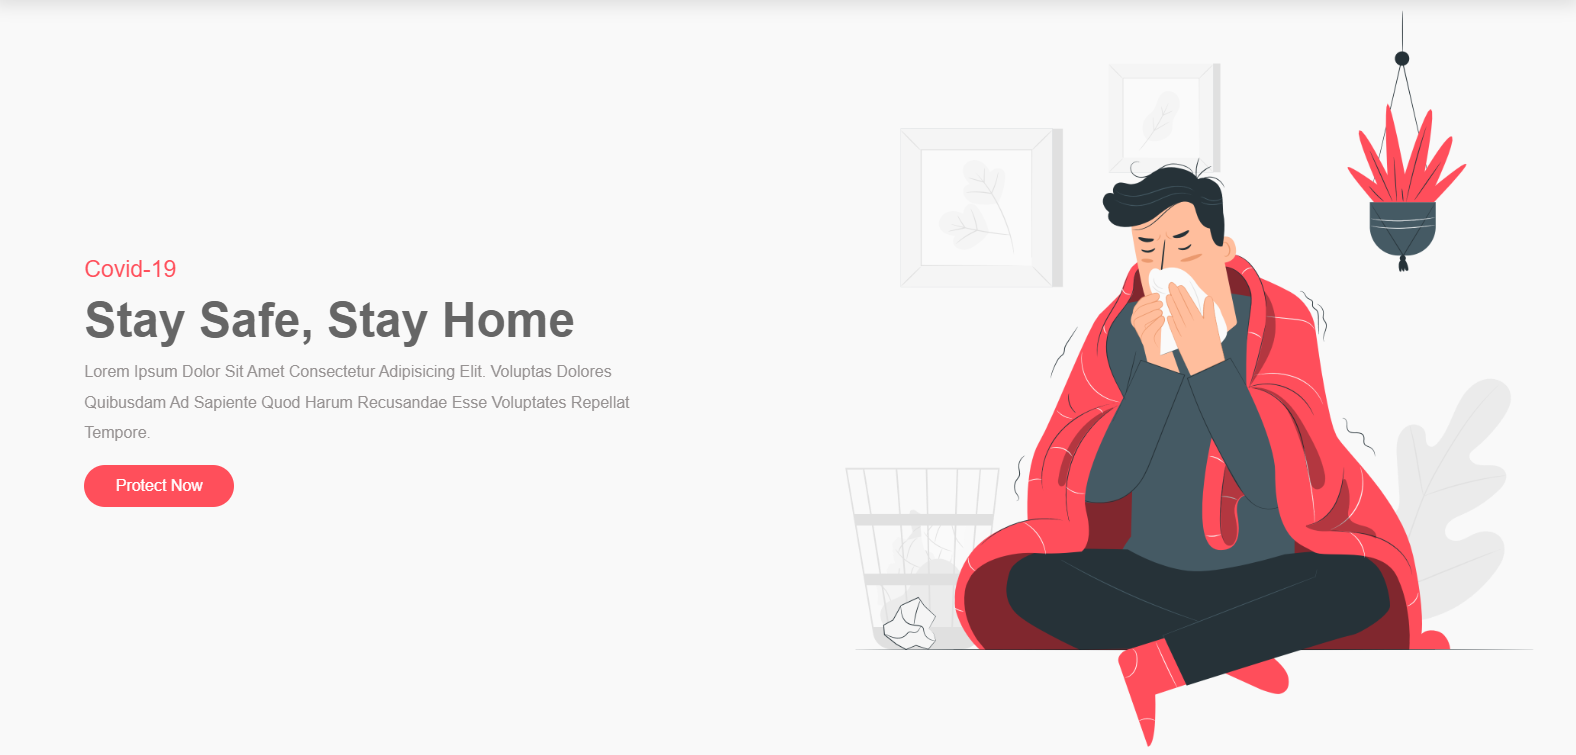 Covid-19
Stay Safe, Stay Home
Lorem Ipsum Dolor Sit Amet Consectetur Adipisicing Elit. Voluptas Dolores
Quibusdam Ad Sapiente Quod Harum Recusandae Esse Voluptates Repellat
Tempore.
Protect Now